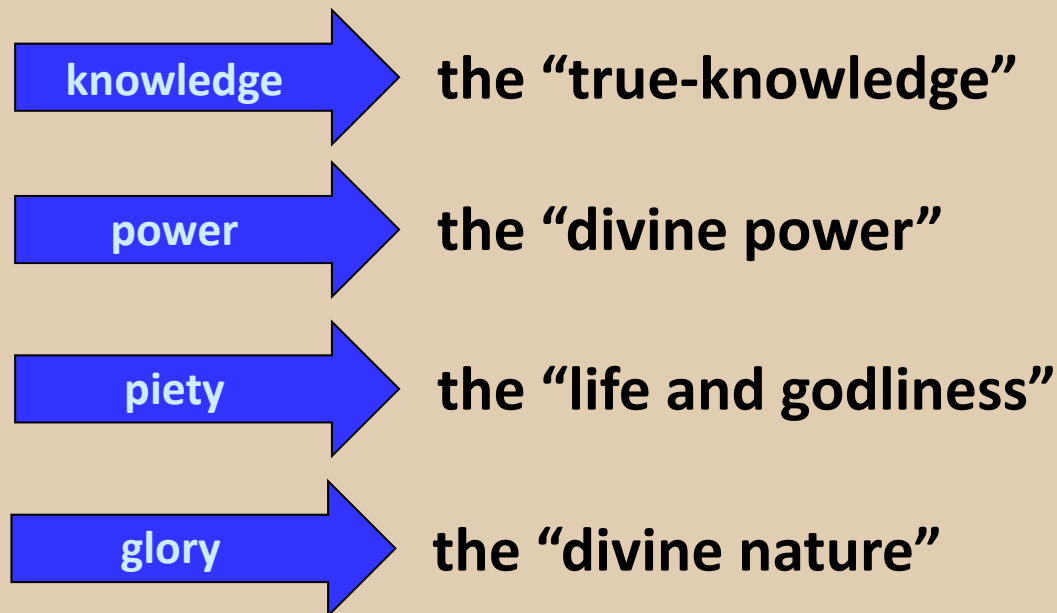 knowledge the “true-knowledge”
power the “divine power”
piety the “life and godliness”
glory the “divine nature”